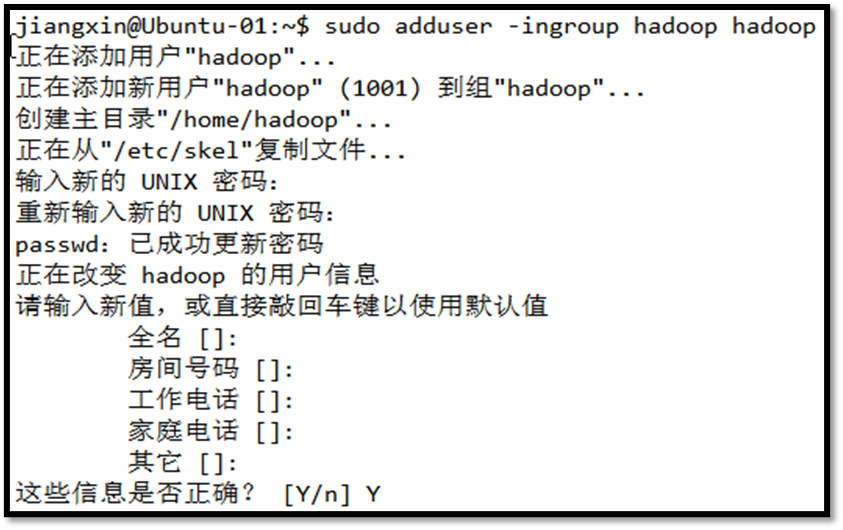 jiangxin@Ubuntu-01:~$ sudo adduser -ingroup hadoop hadoop
正在添加用户"hadoop"...
正在添加新用户"hadoop" (1001) 到组"hadoop"...
创建主目录"/home/hadoop"...
正在从"/etc/skel"复制文件...
输入新的 UNIX 密码：
重新输入新的 UNIX 密码：
passwd：已成功更新密码
正在改变 hadoop 的用户信息
请输入新值，或直接敲回车键以使用默认值
全名 []:
房间号码 []:
工作电话 []:
家庭电话 []:
其它 []:
这些信息是否正确？ [Y/n] Y